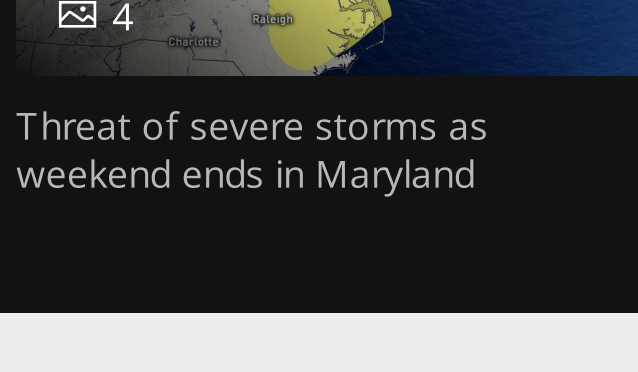 4
Raleigh
Charlotte
Threat of severe storms as
weekend ends in Maryland